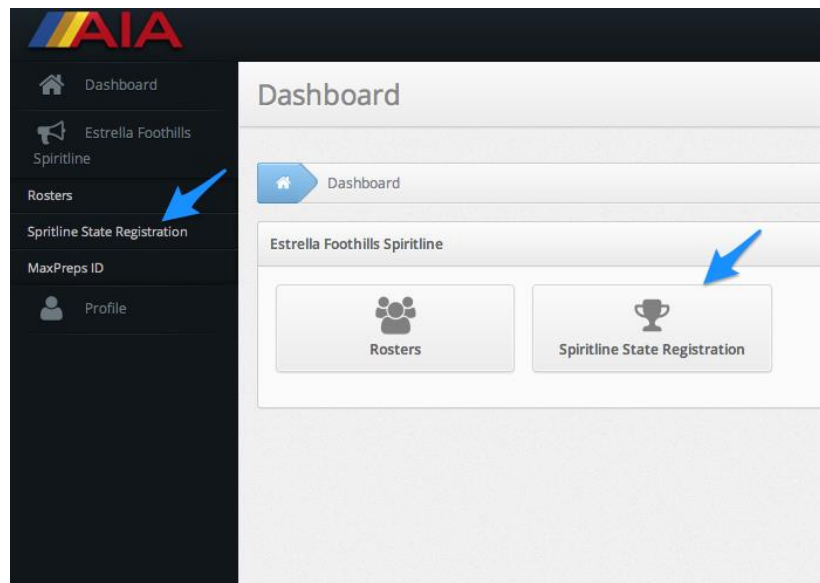 AIA
Dashboard
Estrella Foothills
Spiritline
Rosters
Spritline State Registration
MaxPreps ID
Profile
Dashboard
Dashboard
Estrella Foothills Spiritline
Rosters
Spiritline State Registration